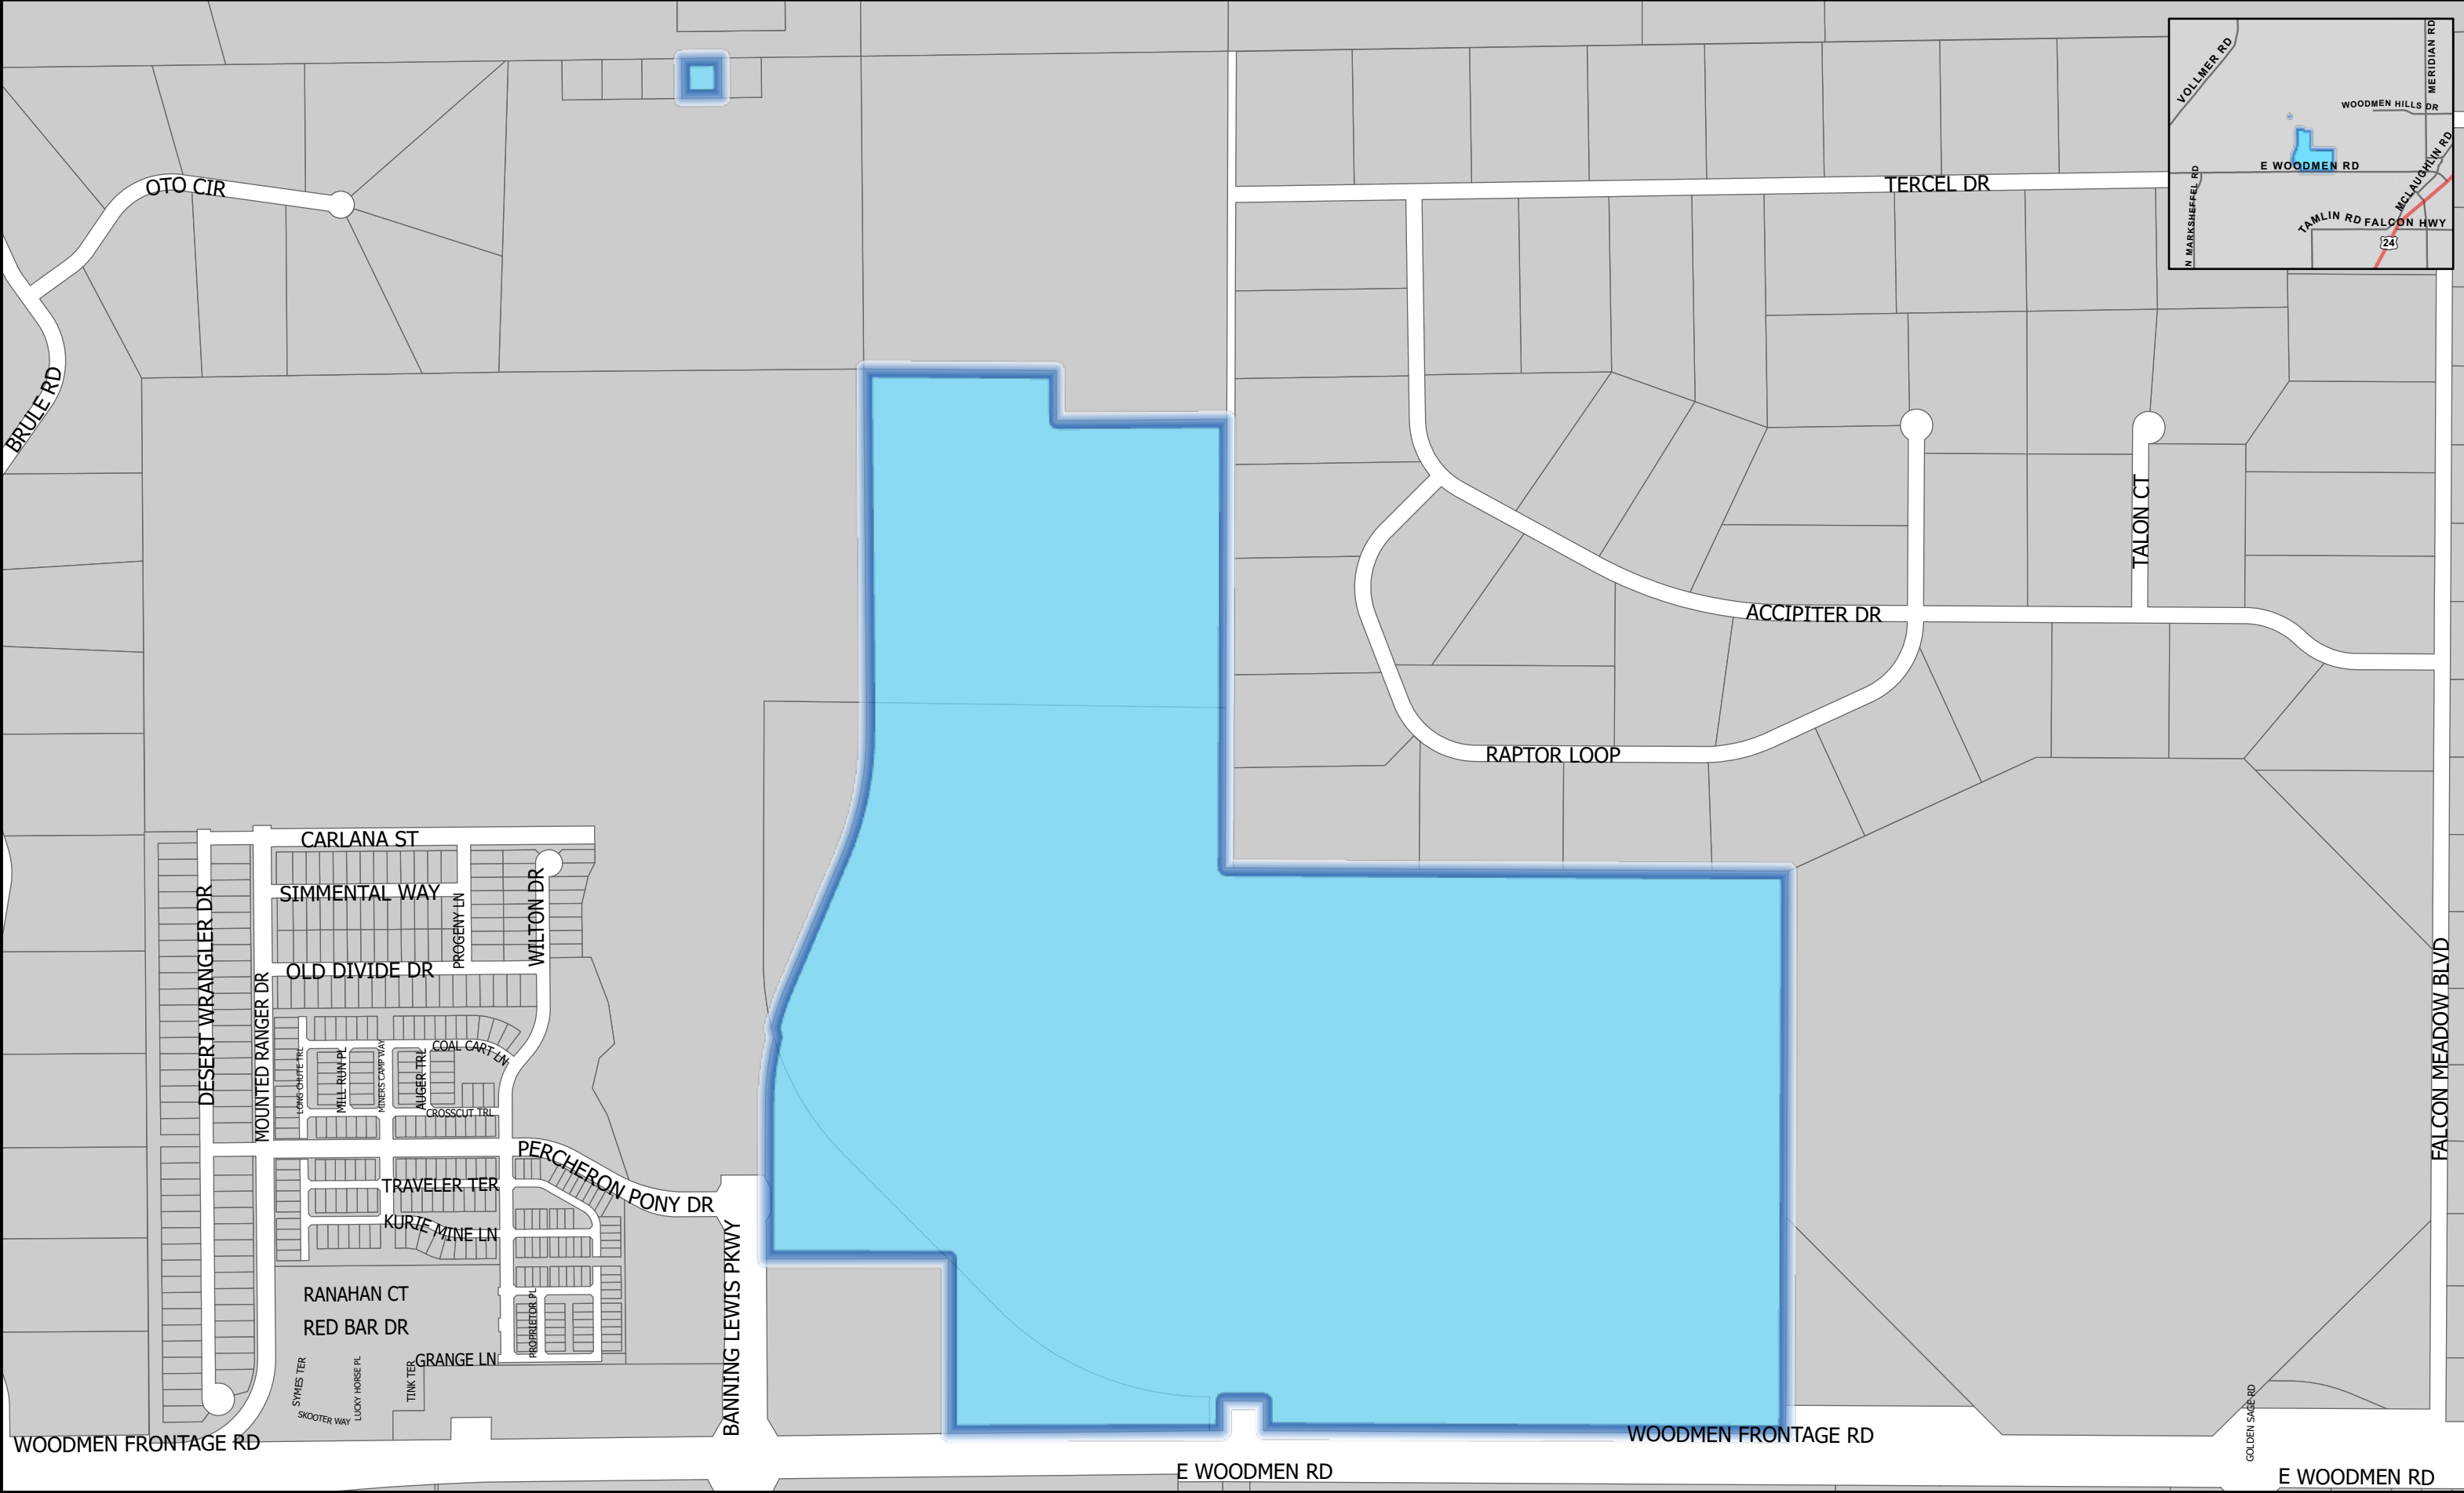 OTO CIR
BRULE RD
TERCEL DR
VOLLMER RD
MERIDIAN RD
WOODMEN HILLS DR
E WOODMEN RD
MCLAUGHLIN RD
N MARKSHEFFEL RD
TAMLIN RD
FALCON HWY
24
TALON CT
ACCIPITER DR
RAPTOR LOOP
CARLANA ST
SIMMENTAL WAY
PROGENY LN
WILTON DR
DESERT WRANGLER DR
OLD DIVIDE DR
MOUNTED RANGER DR
COAL CART LN
LONG CHUTE TRL
MILL RUN PL
MINERS CAMP WAY
AUGER TRL
CROSSCUT TRL
PERCHERON PONY DR
TRAVELER TER
KURIE MINE LN
RANAHAN CT
RED BAR DR
PROPRIETOR PL
GRANGE LN
SYMES TER
LUCKY HORSE PL
TINK TER
SKOOTER WAY
BANNING LEWIS PKWY
FALCON MEADOW BLVD
GOLDEN SAGE RD
WOODMEN FRONTAGE RD
WOODMEN FRONTAGE RD
E WOODMEN RD
E WOODMEN RD